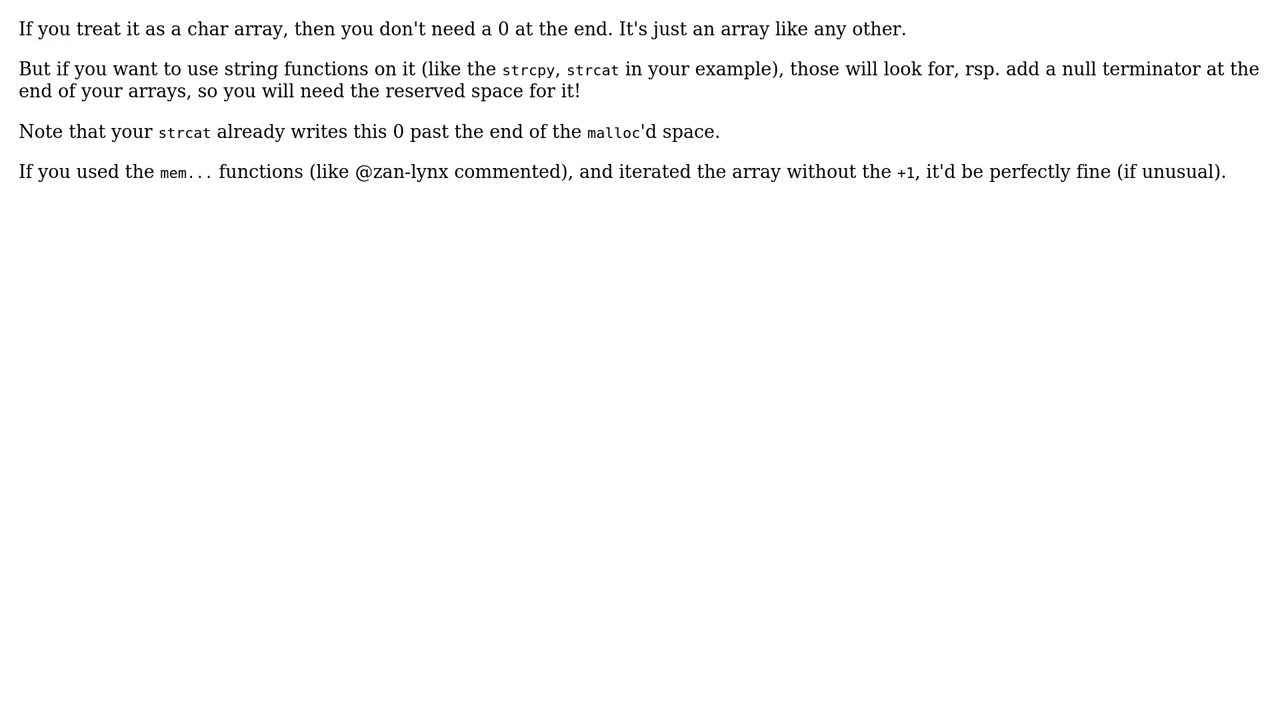 If you treat it as a char array, then you don't need a 0 at the end. It's just an array like any other.
But if you want to use string functions on it (like the strcpy, strcat in your example), those will look for, rsp. add a null terminator at the
end of your arrays, so you will need the reserved space for it!
Note that your strcat already writes this 0 past the end of the malloc'd space.
If you used the mem... functions (like @zan-lynx commented), and iterated the array without the +1, it'd be perfectly fine (if unusual).